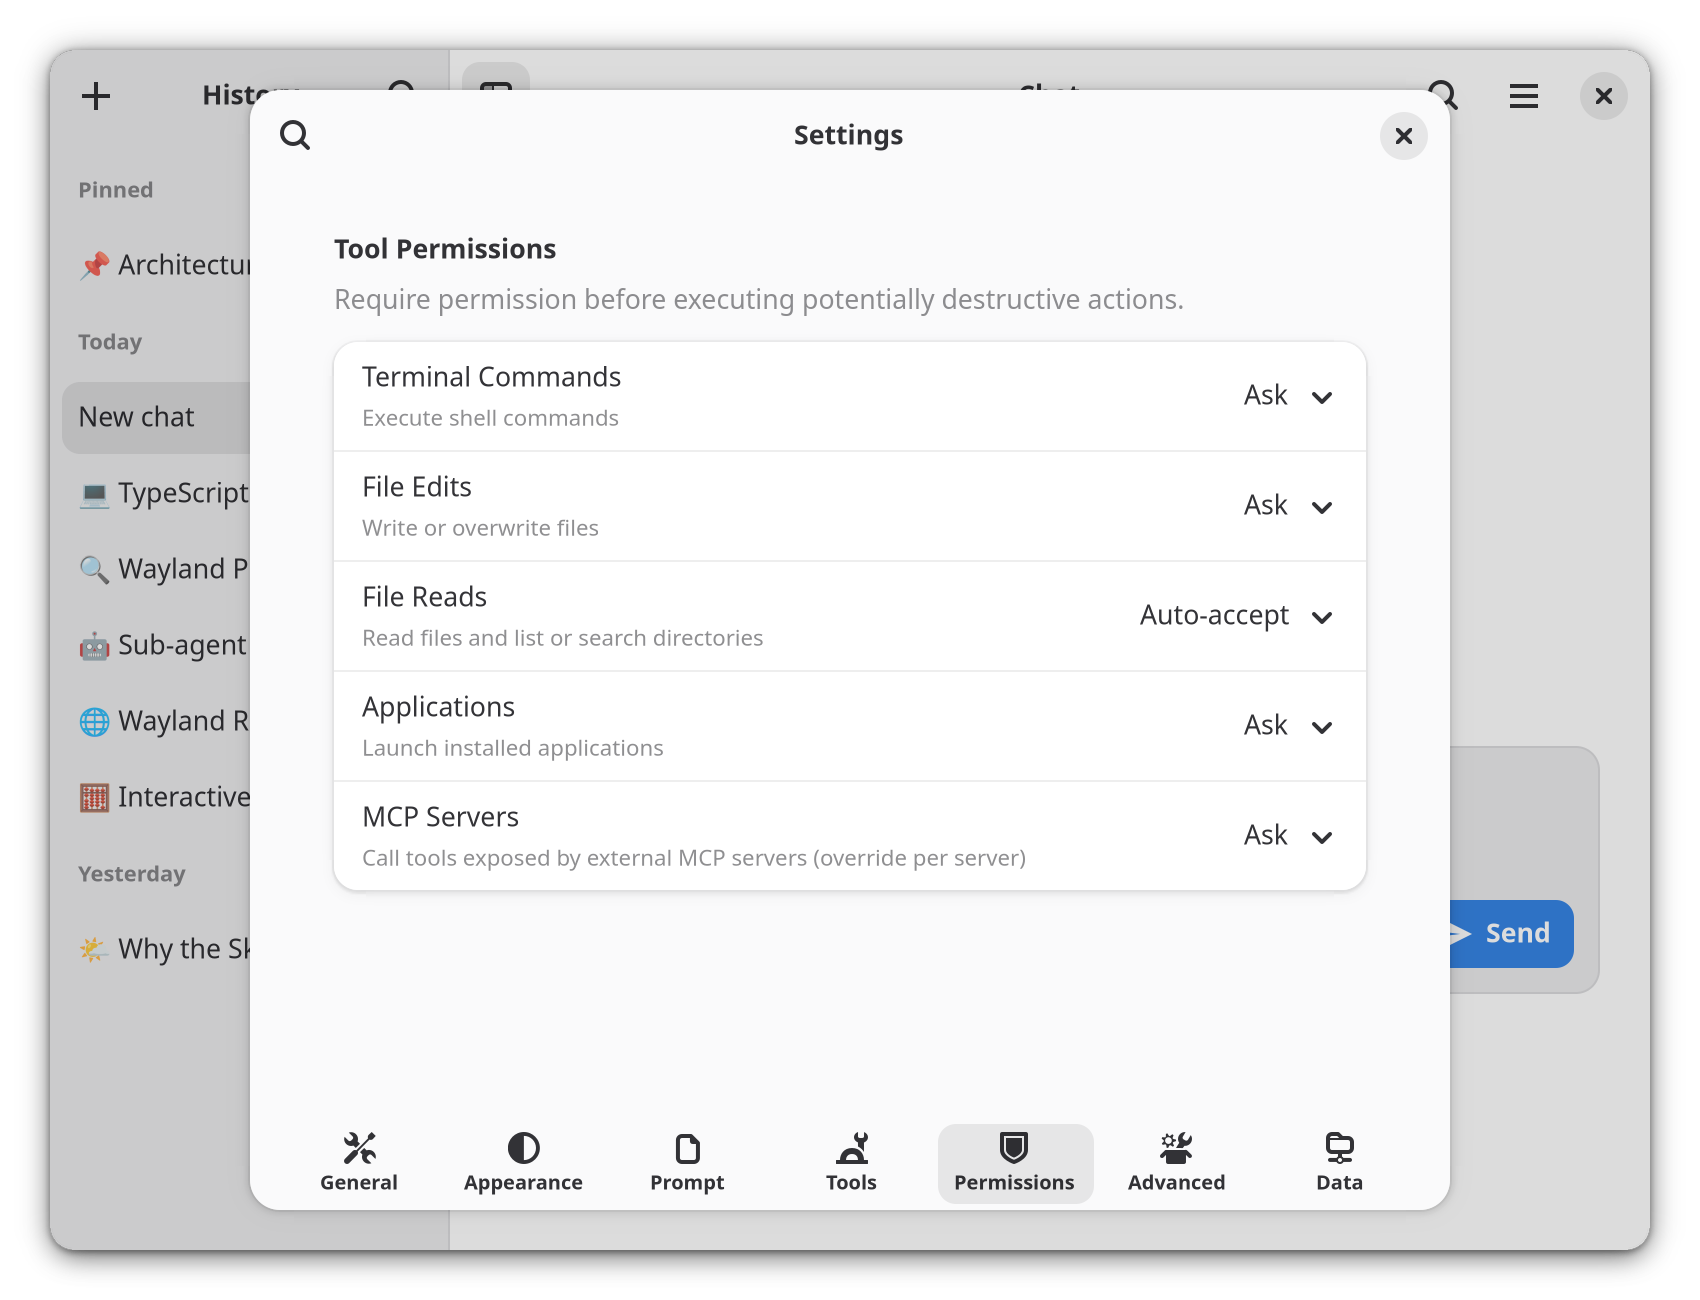 History
Chat
Pinned
Architectur
Today
New chat
TypeScript
Wayland P
Sub-agent
Wayland R
Interactive
Yesterday
Why the Sk
Send
Settings
Tool Permissions
Require permission before executing potentially destructive actions.
Terminal Commands
Execute shell commands
Ask
File Edits
Write or overwrite files
Ask
File Reads
Read files and list or search directories
Auto-accept
Applications
Launch installed applications
Ask
MCP Servers
Call tools exposed by external MCP servers (override per server)
Ask
General
Appearance
Prompt
Tools
Permissions
Advanced
Data